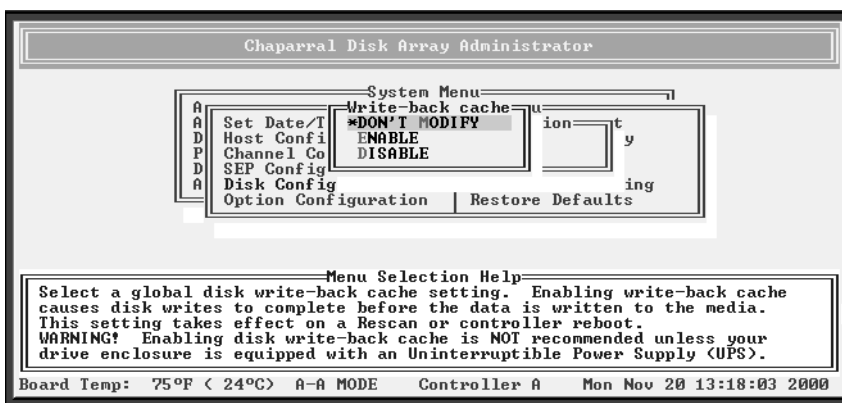 Chaparral Disk Array Administrator
System Menu
Write-back cache u
A
A Set Date/T *DON'T MODIFY ion t
D Host Confi ENABLE y
P Channel Co DISABLE
D SEP Config
A Disk Config ing
Option Configuration Restore Defaults
Menu Selection Help
Select a global disk write-back cache setting. Enabling write-back cache
causes disk writes to complete before the data is written to the media.
This setting takes effect on a Rescan or controller reboot.
WARNING! Enabling disk write-back cache is NOT recommended unless your
drive enclosure is equipped with an Uninterruptible Power Supply (UPS).
Board Temp: 75°F ( 24°C) A-A MODE Controller A Mon Nov 20 13:18:03 2000